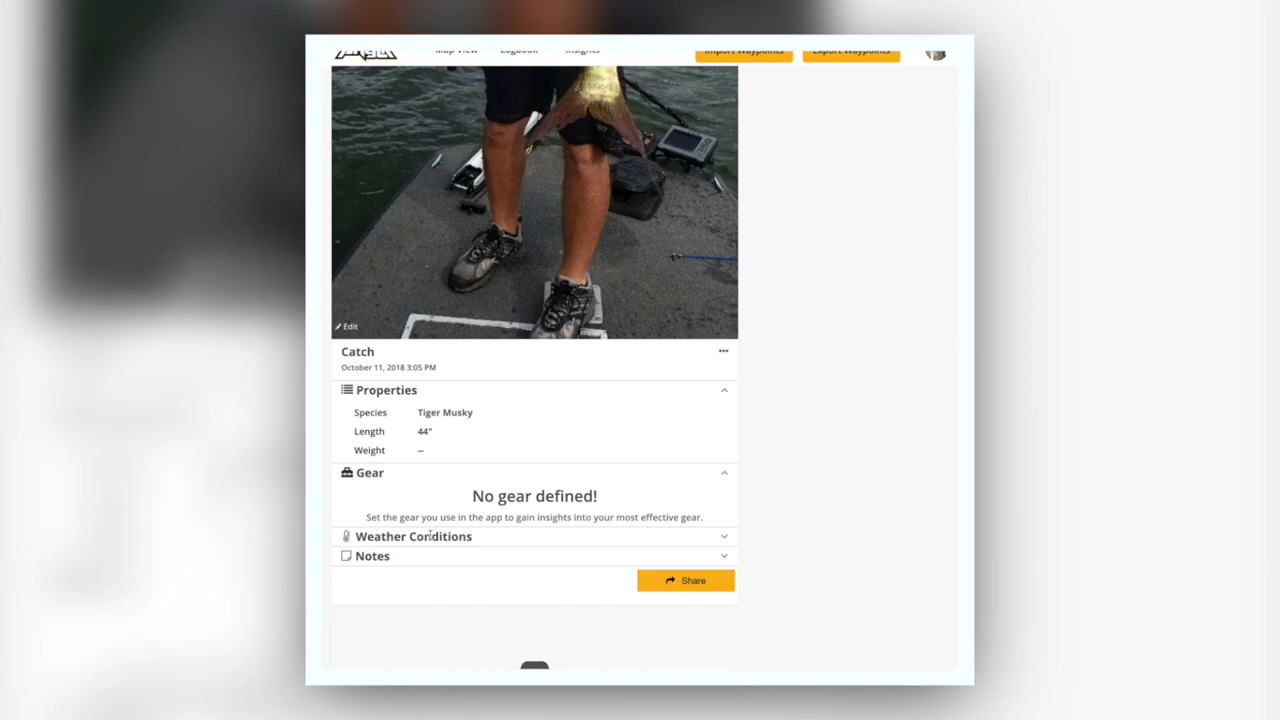 Map View Logbook Insights Import Waypoints Export Waypoints
Edit
Catch
October 11, 2018 3:05 PM
Properties
Species Tiger Musky
Length 44"
Weight --
Gear
No gear defined!
Set the gear you use in the app to gain insights into your most effective gear.
Weather Conditions
Notes
Share